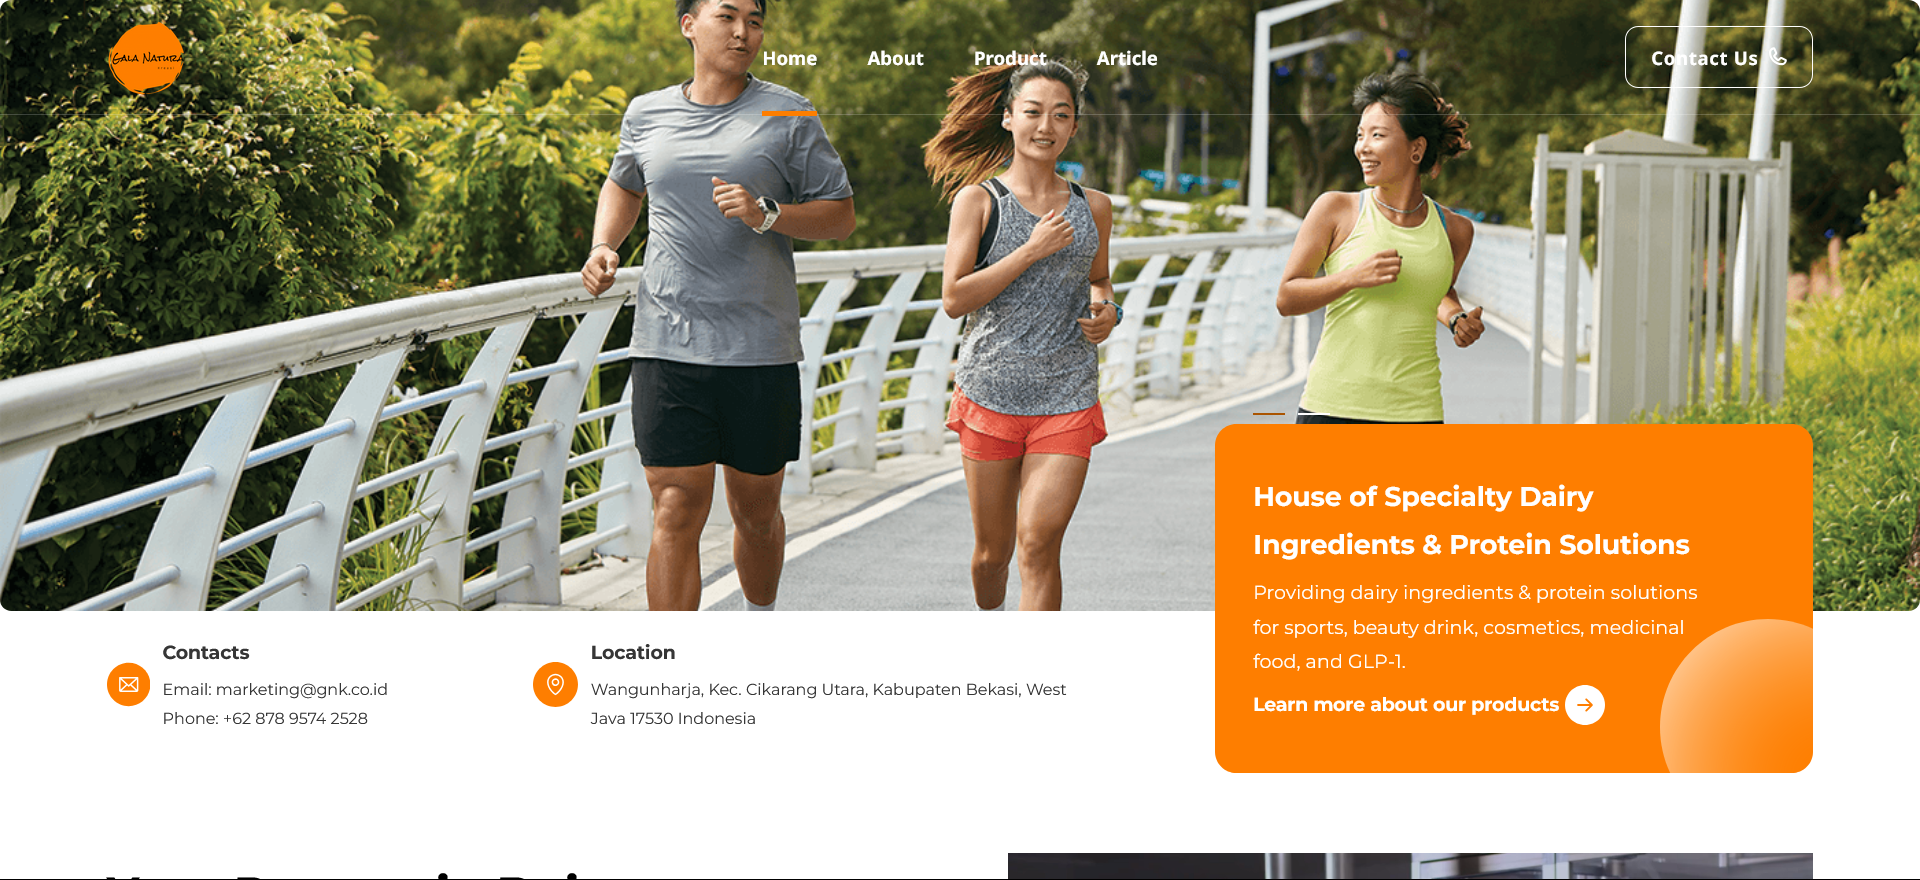 GALA NATURA
Home
About
Product
Article
Contact Us
House of Specialty Dairy
Ingredients & Protein Solutions
Providing dairy ingredients & protein solutions
for sports, beauty drink, cosmetics, medicinal
food, and GLP-1.
Learn more about our products
Contacts
Email: marketing@gnk.co.id
Phone: +62 878 9574 2528
Location
Wangunharja, Kec. Cikarang Utara, Kabupaten Bekasi, West
Java 17530 Indonesia